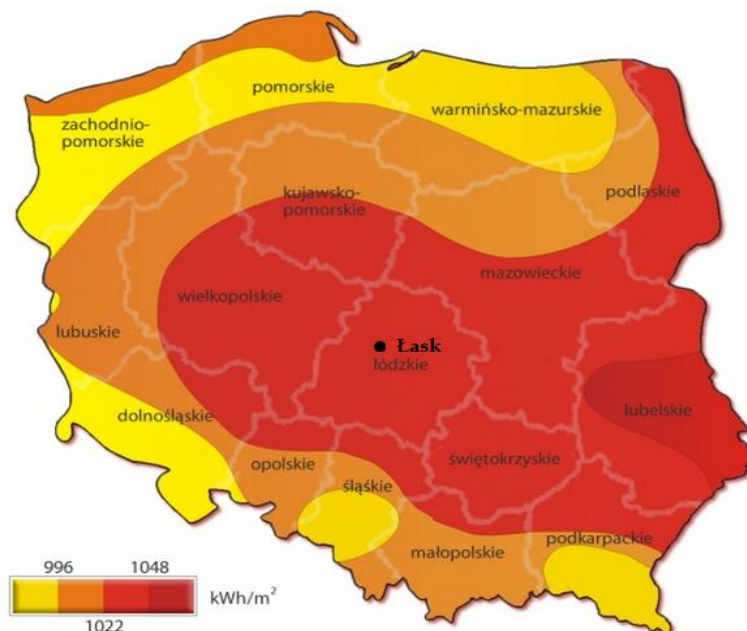 pomorskie
warmińsko-mazurskie
zachodnio-
pomorskie
podlaskie
kujawsko-
pomorskie
mazowieckie
wielkopolskie
lubuskie
Łask
łódzkie
dolnośląskie
lubelskie
opolskie
świętokrzyskie
śląśkie
małopolskie
podkarpackie
996 1048
kWh/m²
1022